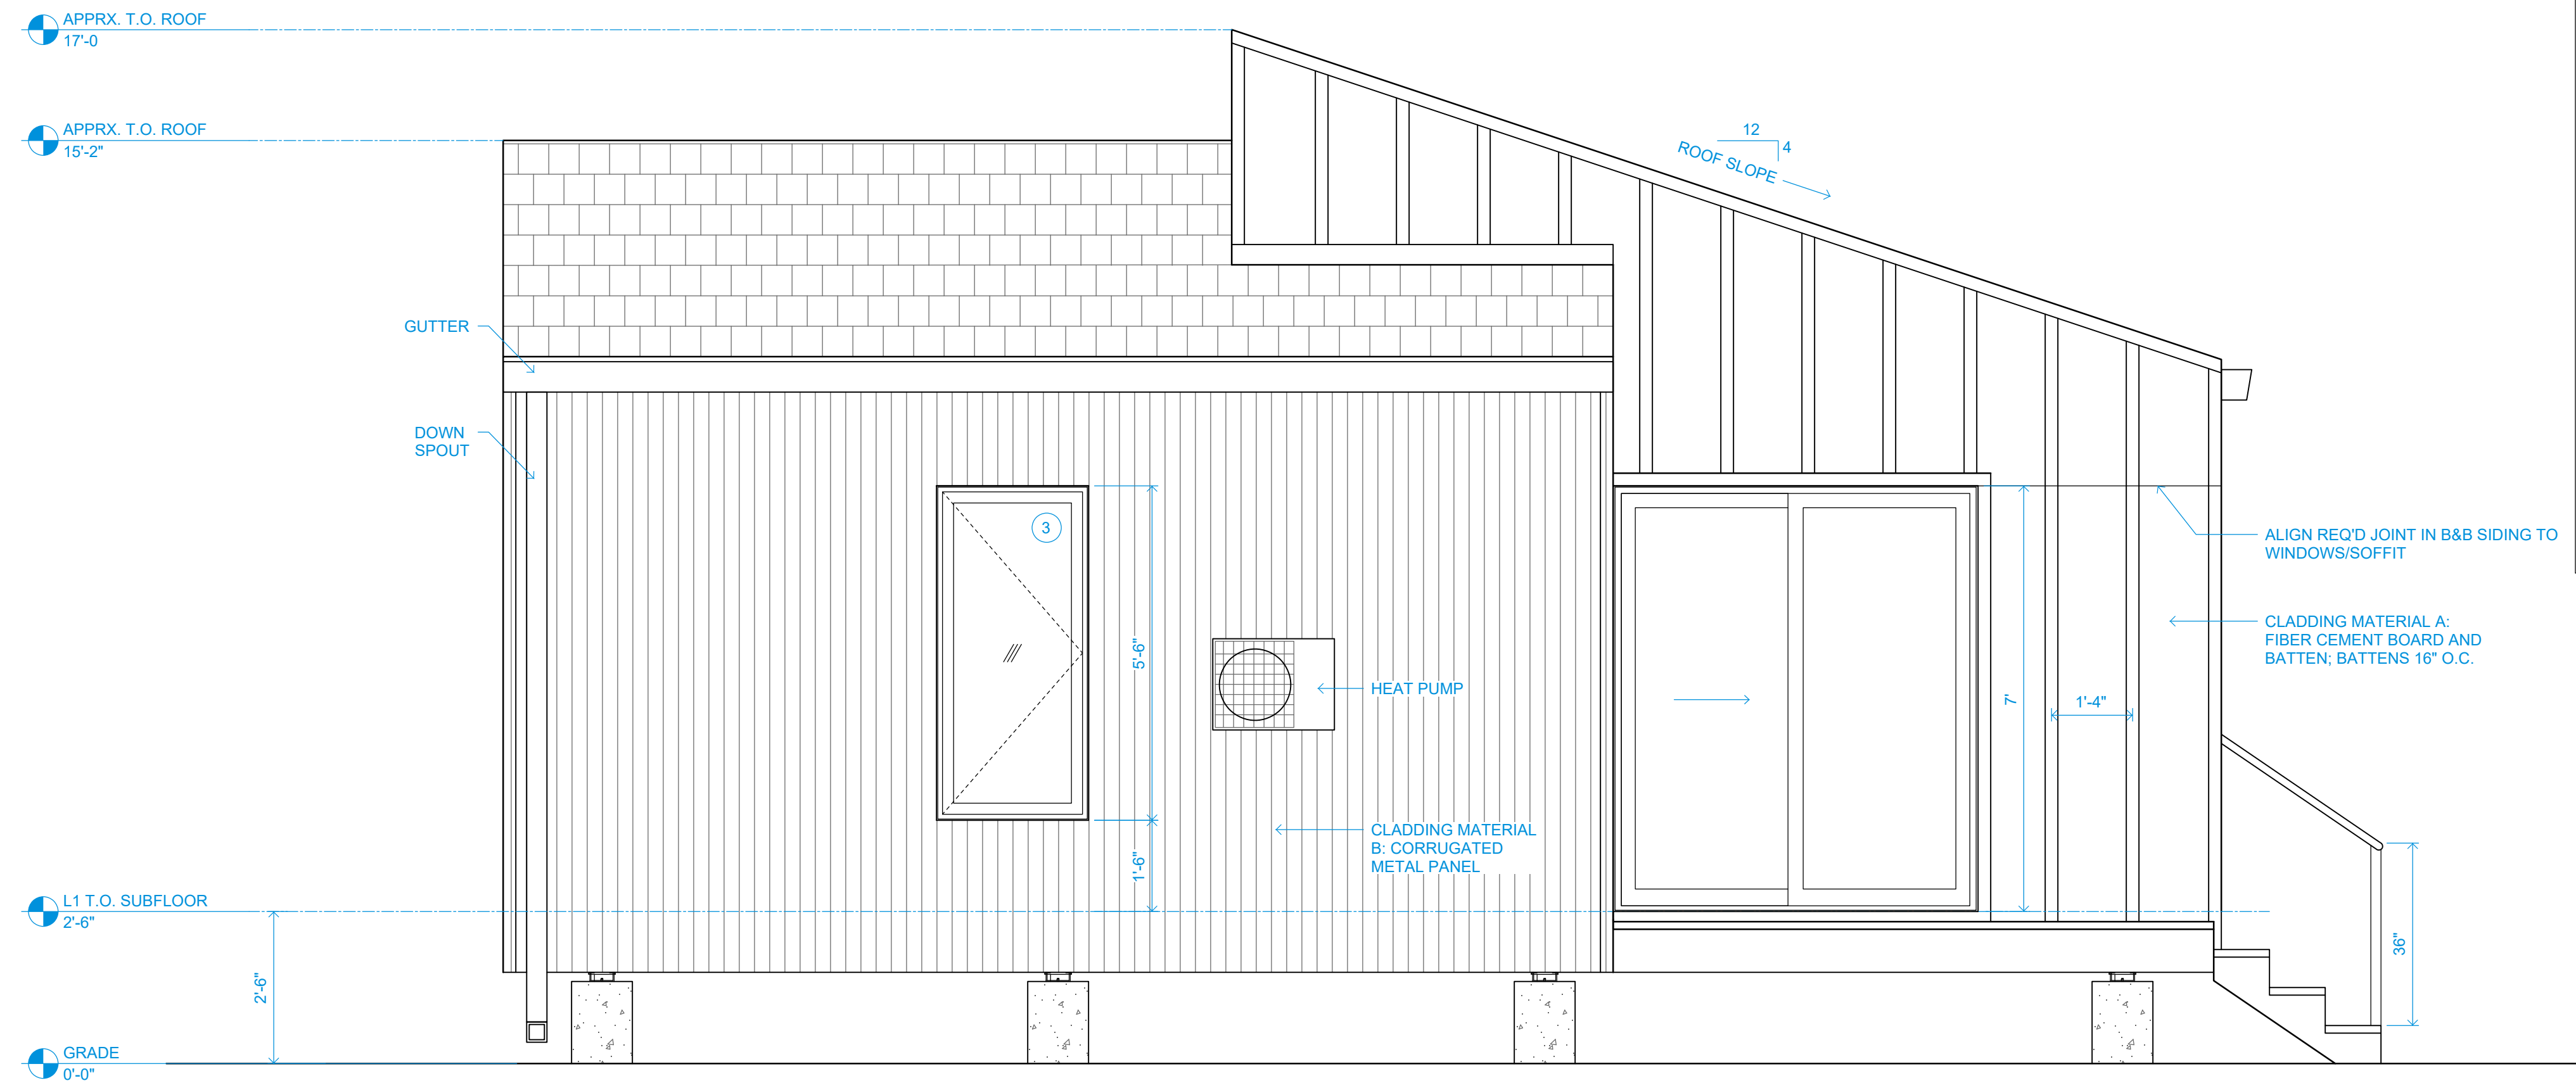 APPRX. T.O. ROOF
17'-0
APPRX. T.O. ROOF
15'-2"
12
4
ROOF SLOPE
GUTTER
DOWN
SPOUT
3
5'-6"
1'-6"
HEAT PUMP
CLADDING MATERIAL
B: CORRUGATED
METAL PANEL
7'
1'-4"
ALIGN REQ'D JOINT IN B&B SIDING TO
WINDOWS/SOFFIT
CLADDING MATERIAL A:
FIBER CEMENT BOARD AND
BATTEN; BATTENS 16" O.C.
36"
L1 T.O. SUBFLOOR
2'-6"
2'-6"
GRADE
0'-0"